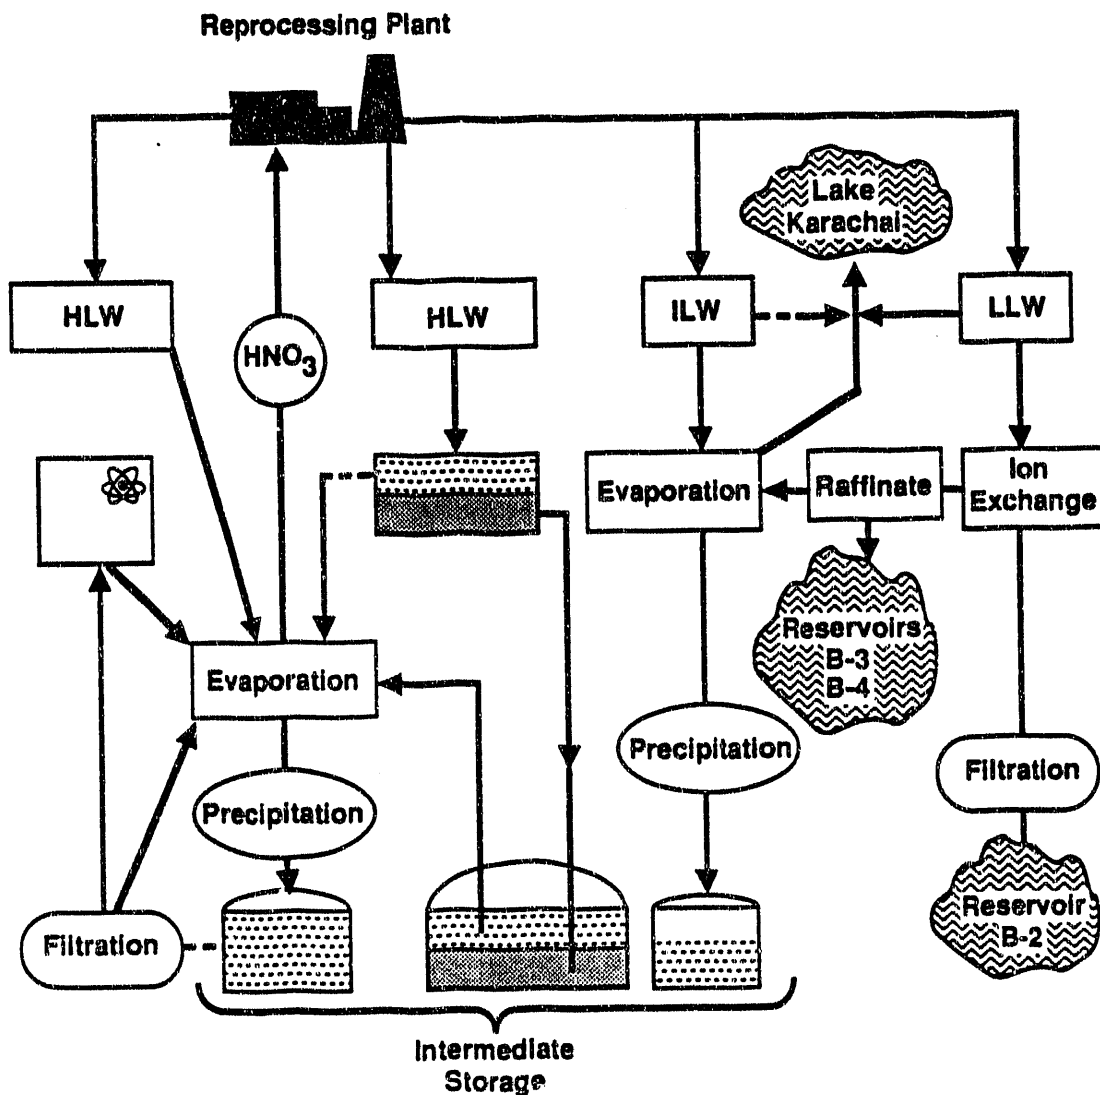 Reprocessing Plant
Lake
Karachai
HLW
HNO3
HLW
ILW
LLW
Evaporation
Raffinate
Ion
Exchange
Reservoirs
B-3
B-4
Evaporation
Precipitation
Filtration
Precipitation
Filtration
Reservoir
B-2
Intermediate
Storage